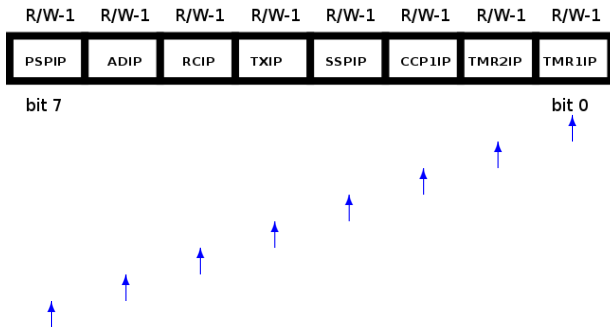 R/W-1 R/W-1 R/W-1 R/W-1 R/W-1 R/W-1 R/W-1 R/W-1
PSPIP ADIP RCIP TXIP SSPIP CCP1IP TMR2IP TMR1IP
bit 7 bit 0